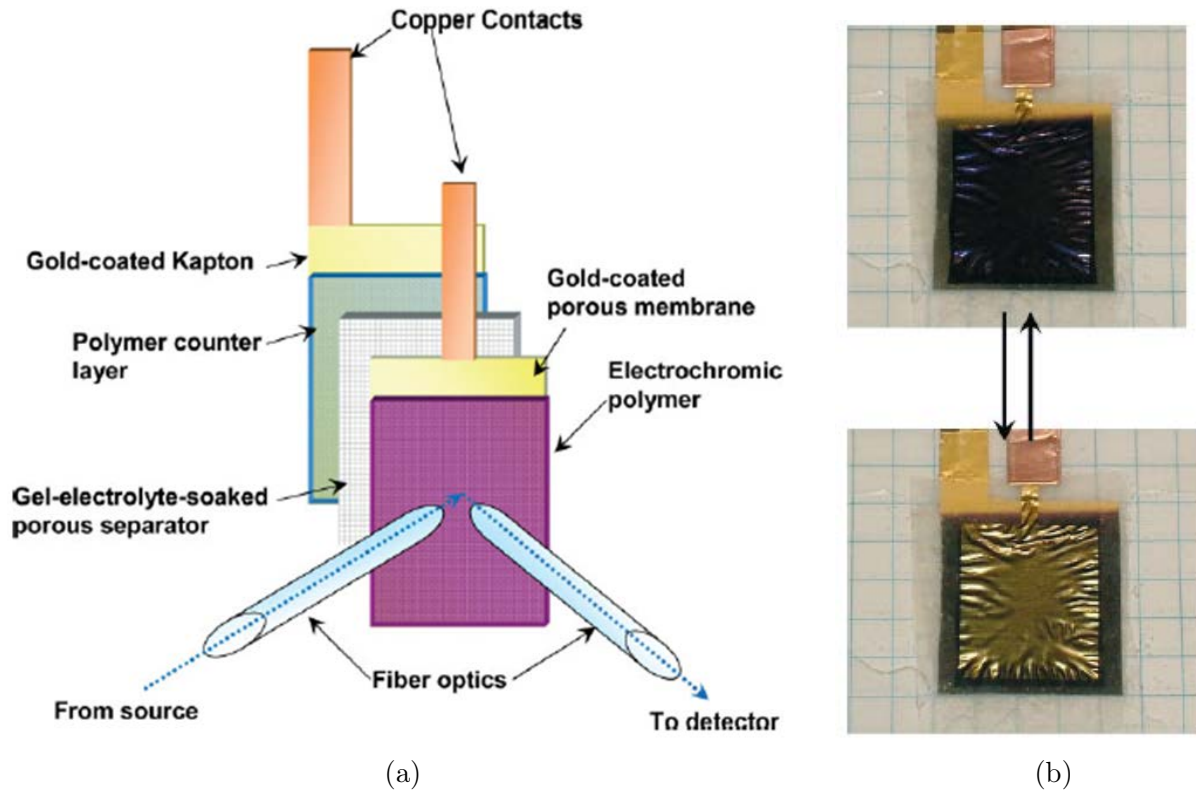 Copper Contacts
Gold-coated Kapton
Gold-coated
porous membrane
Polymer counter
layer
Electrochromic
polymer
Gel-electrolyte-soaked
porous separator
Fiber optics
From source
To detector
(a)
(b)